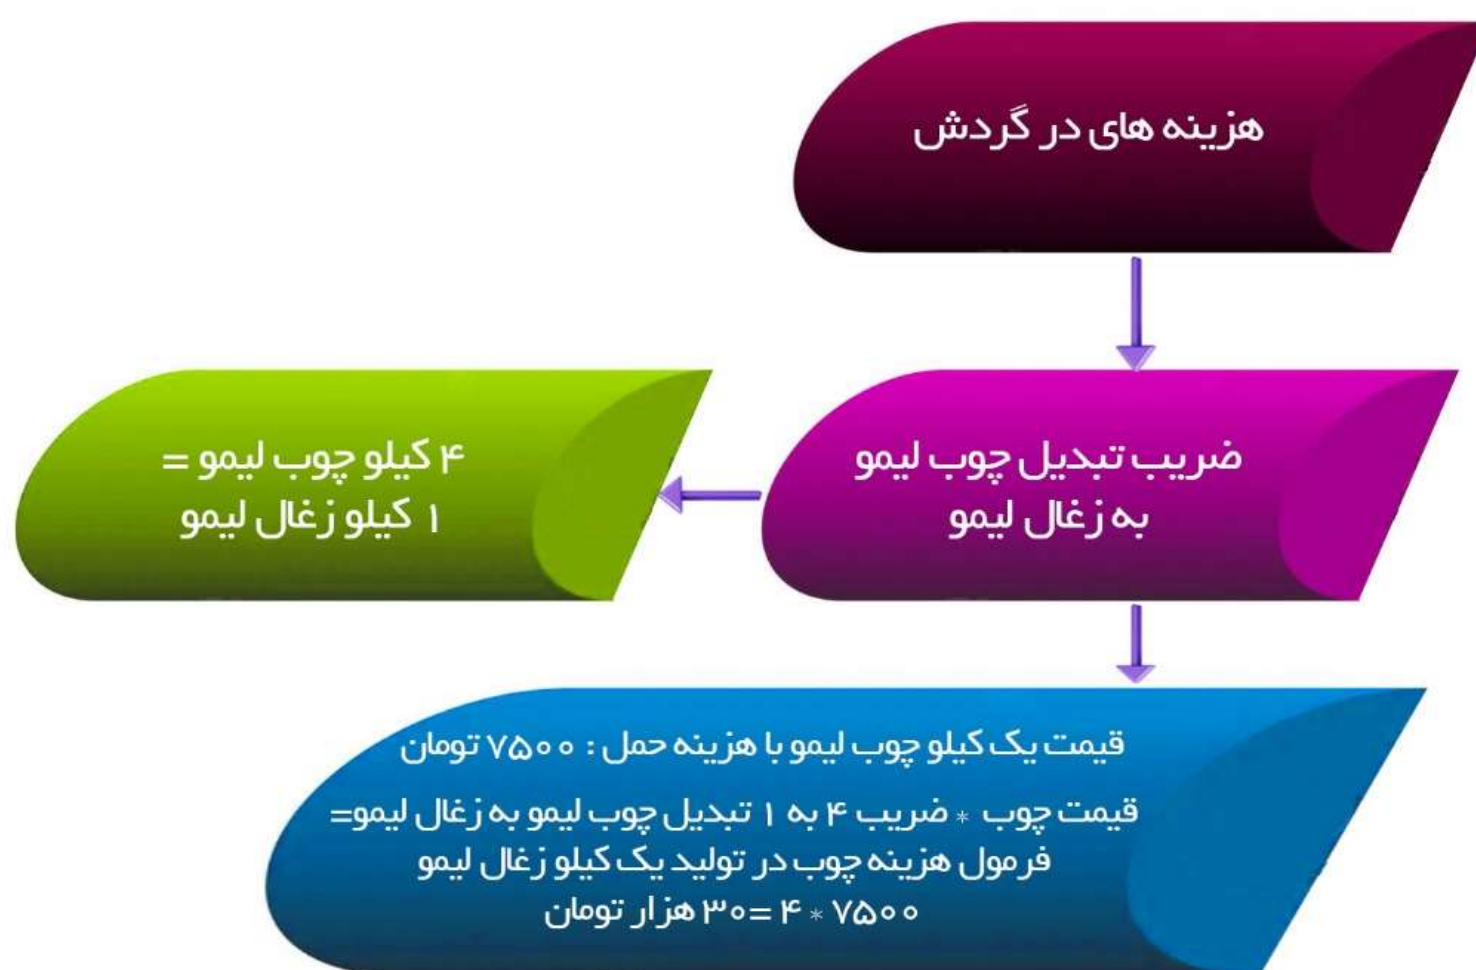 هزینه های در گردش
ضریب تبدیل چوب لیمو
به زغال لیمو
۴ کیلو چوب لیمو =
۱ کیلو زغال لیمو
قیمت یک کیلو چوب لیمو با هزینه حمل : ۷۵۰۰ تومان
قیمت چوب * ضریب ۴ به ۱ تبدیل چوب لیمو به زغال لیمو=
فرمول هزینه چوب در تولید یک کیلو زغال لیمو
۷۵۰۰ * ۴ =۳۰ هزار تومان